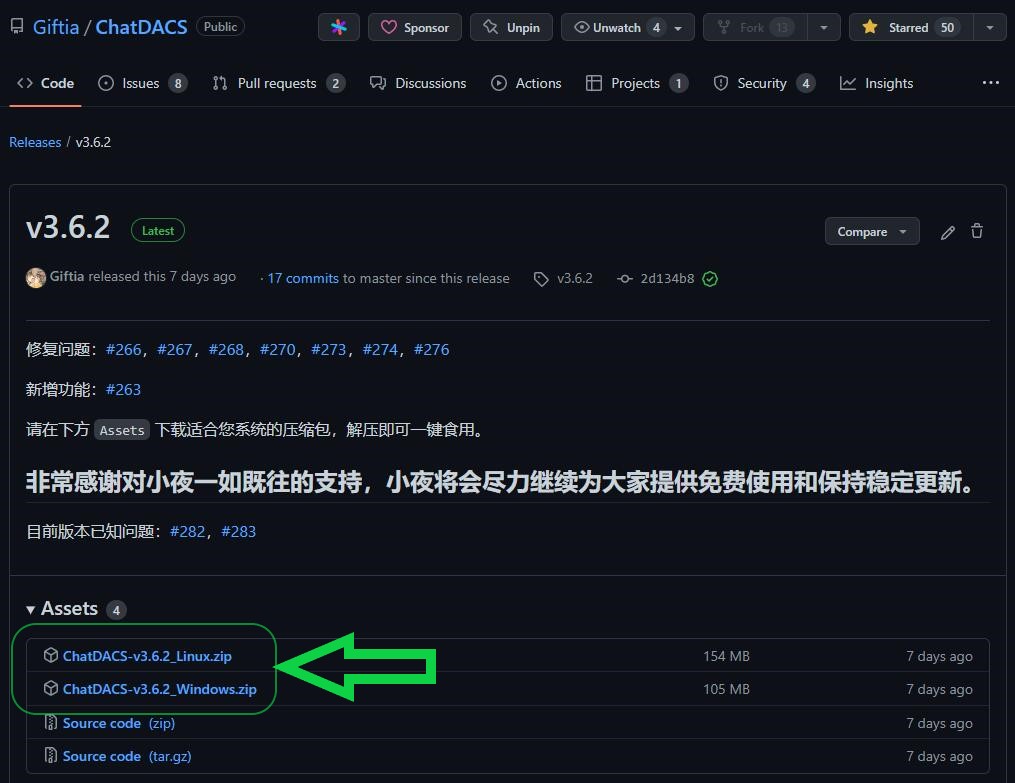 Giftia / ChatDACS Public Sponsor Unpin Unwatch 4 Fork 13 Starred 50
Code Issues 8 Pull requests 2 Discussions Actions Projects 1 Security 4 Insights
Releases / v3.6.2
v3.6.2 Latest Compare
Giftia released this 7 days ago · 17 commits to master since this release v3.6.2 2d134b8
修复问题：#266，#267，#268，#270，#273，#274，#276
新增功能：#263
请在下方 Assets 下载适合您系统的压缩包，解压即可一键食用。
非常感谢对小夜一如既往的支持，小夜将会尽力继续为大家提供免费使用和保持稳定更新。
目前版本已知问题：#282，#283
Assets 4
ChatDACS-v3.6.2_Linux.zip 154 MB 7 days ago
ChatDACS-v3.6.2_Windows.zip 105 MB 7 days ago
Source code (zip) 7 days ago
Source code (tar.gz) 7 days ago